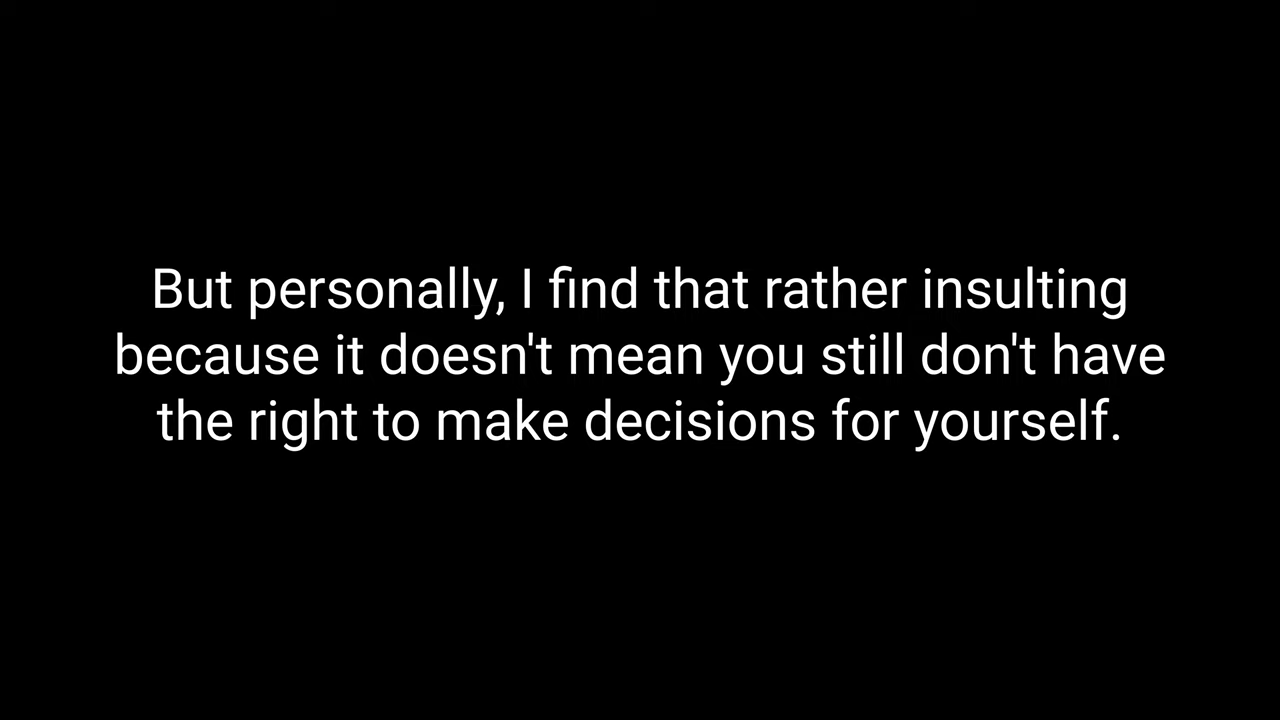 But personally, I find that rather insulting
because it doesn't mean you still don't have
the right to make decisions for yourself.